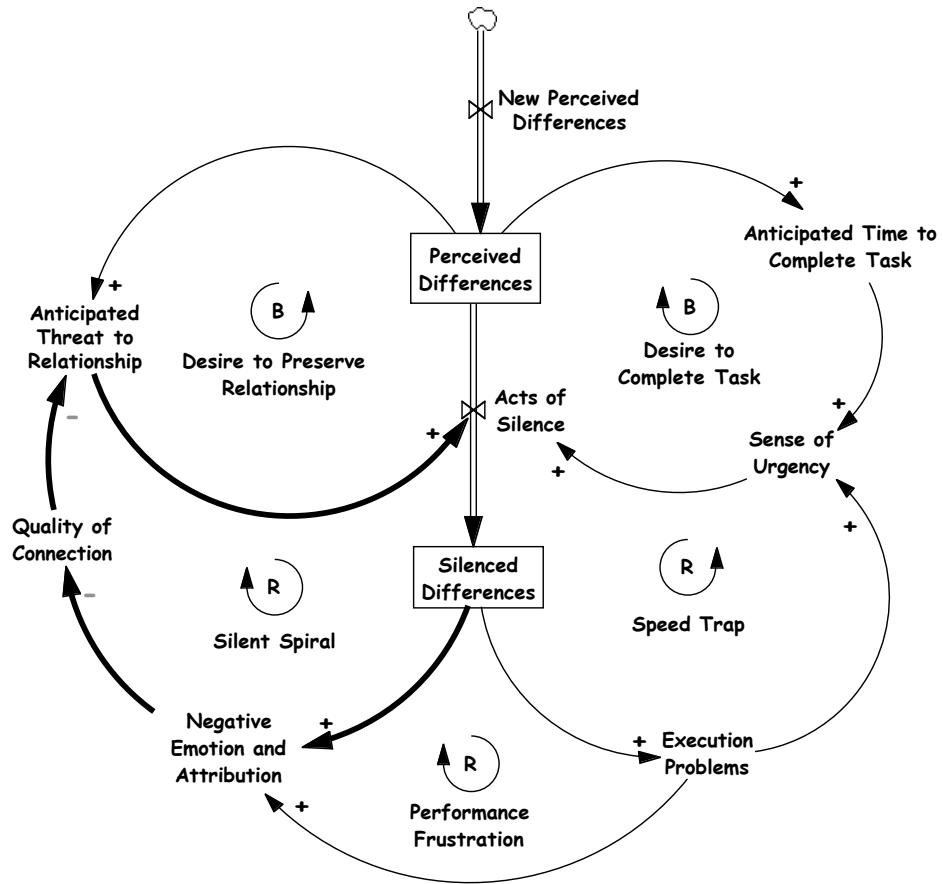 New Perceived
Differences
+
Anticipated Time to
Complete Task
Perceived
Differences
+
Anticipated
Threat to
Relationship
B
Desire to Preserve
Relationship
B
Desire to
Complete Task
Acts of
Silence
+
+
+
Sense of
Urgency
+
–
Quality of
Connection
–
R
Silent Spiral
Silenced
Differences
R
Speed Trap
Negative
Emotion and
Attribution
+
+
Execution
Problems
R
Performance
Frustration
+